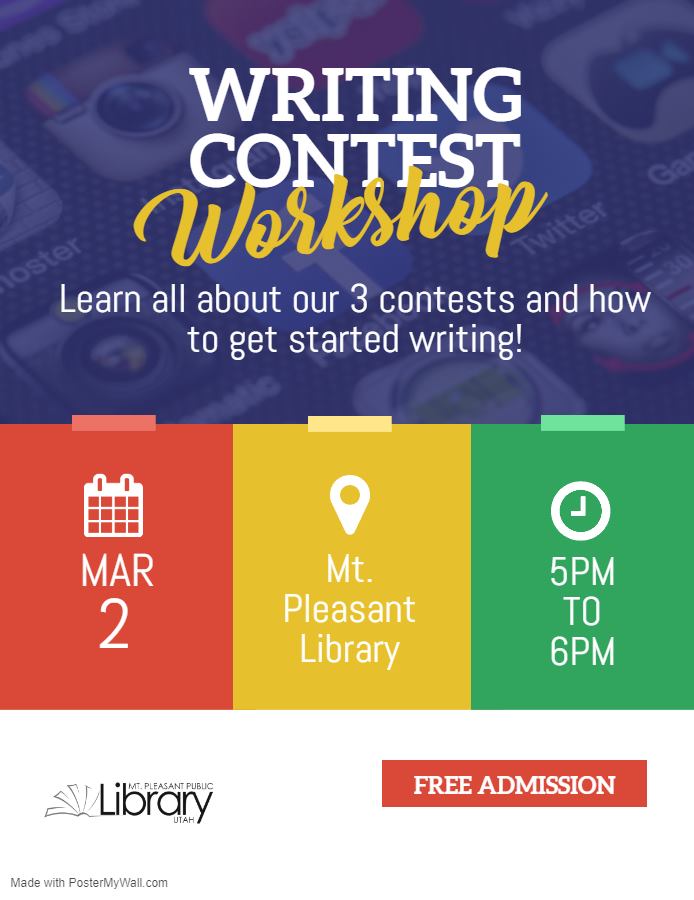 WRITING
CONTEST
Workshop
Twitter
Learn all about our 3 contests and how
to get started writing!
MAR
2
Mt.
Pleasant
Library
5PM
TO
6PM
MT. PLEASANT PUBLIC
Library
UTAH
FREE ADMISSION
Made with PosterMyWall.com